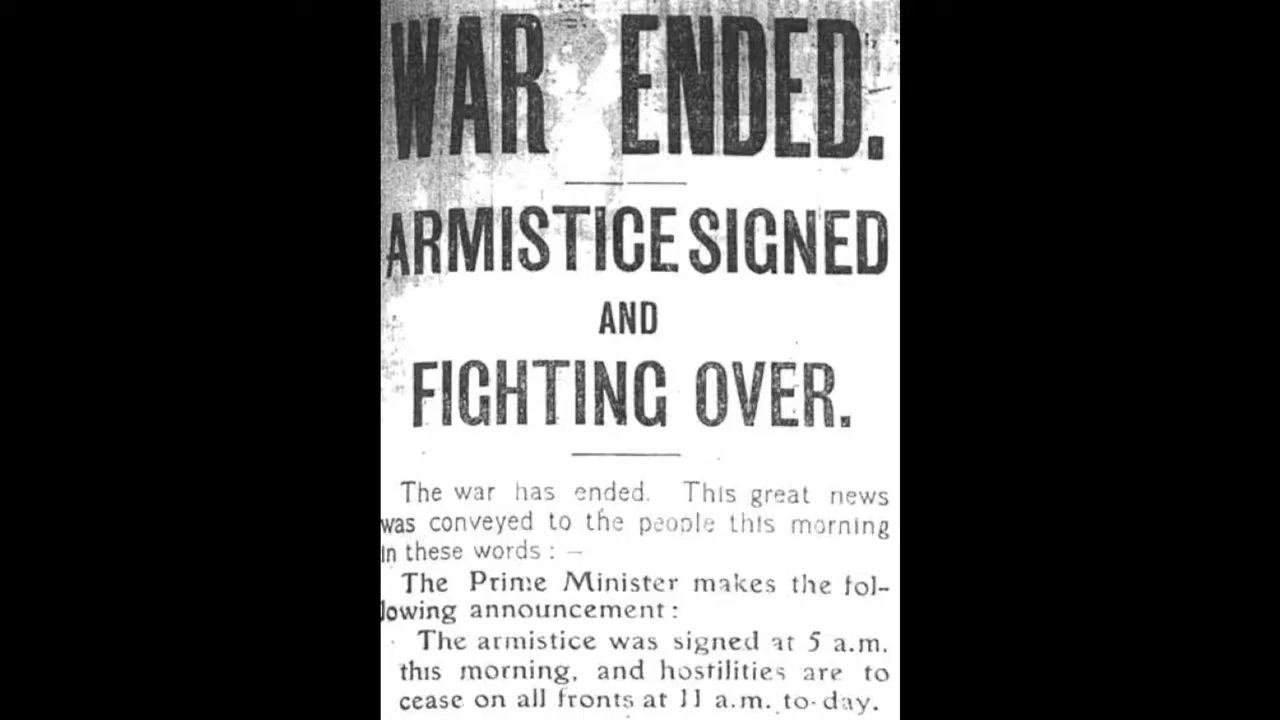 WAR ENDED.
ARMISTICE SIGNED
AND
FIGHTING OVER.
The war has ended. This great news
was conveyed to the people this morning
in these words : —
The Prime Minister makes the fol-
lowing announcement :
The armistice was signed at 5 a.m.
this morning, and hostilities are to
cease on all fronts at 11 a.m. to-day.